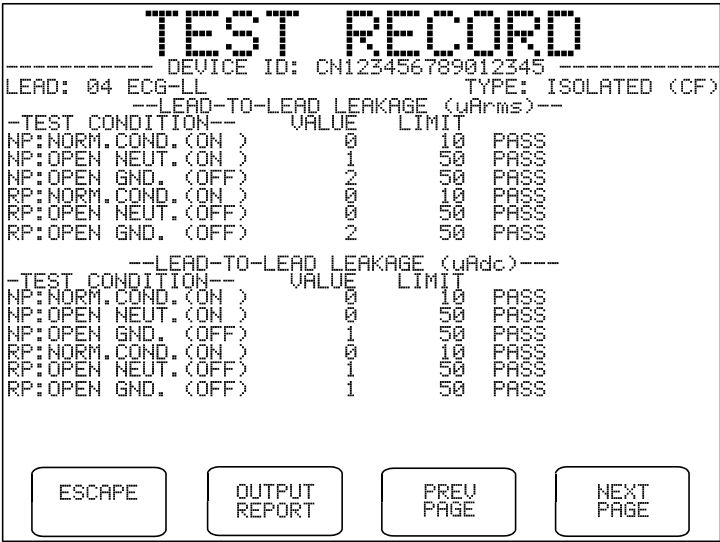 TEST RECORD
----------- DEVICE ID: CN123456789012345 ------------
LEAD: 04 ECG-LL TYPE: ISOLATED (CF)
--LEAD-TO-LEAD LEAKAGE (uArms)--
-TEST CONDITION-- VALUE LIMIT
NP:NORM.COND.(ON ) 0 10 PASS
NP:OPEN NEUT.(ON ) 1 50 PASS
NP:OPEN GND. (OFF) 2 50 PASS
RP:NORM.COND.(ON ) 0 10 PASS
RP:OPEN NEUT.(OFF) 0 50 PASS
RP:OPEN GND. (OFF) 2 50 PASS
--LEAD-TO-LEAD LEAKAGE (uAdc)---
-TEST CONDITION-- VALUE LIMIT
NP:NORM.COND.(ON ) 0 10 PASS
NP:OPEN NEUT.(ON ) 0 50 PASS
NP:OPEN GND. (OFF) 1 50 PASS
RP:NORM.COND.(ON ) 0 10 PASS
RP:OPEN NEUT.(OFF) 1 50 PASS
RP:OPEN GND. (OFF) 1 50 PASS
ESCAPE OUTPUT REPORT PREV PAGE NEXT PAGE